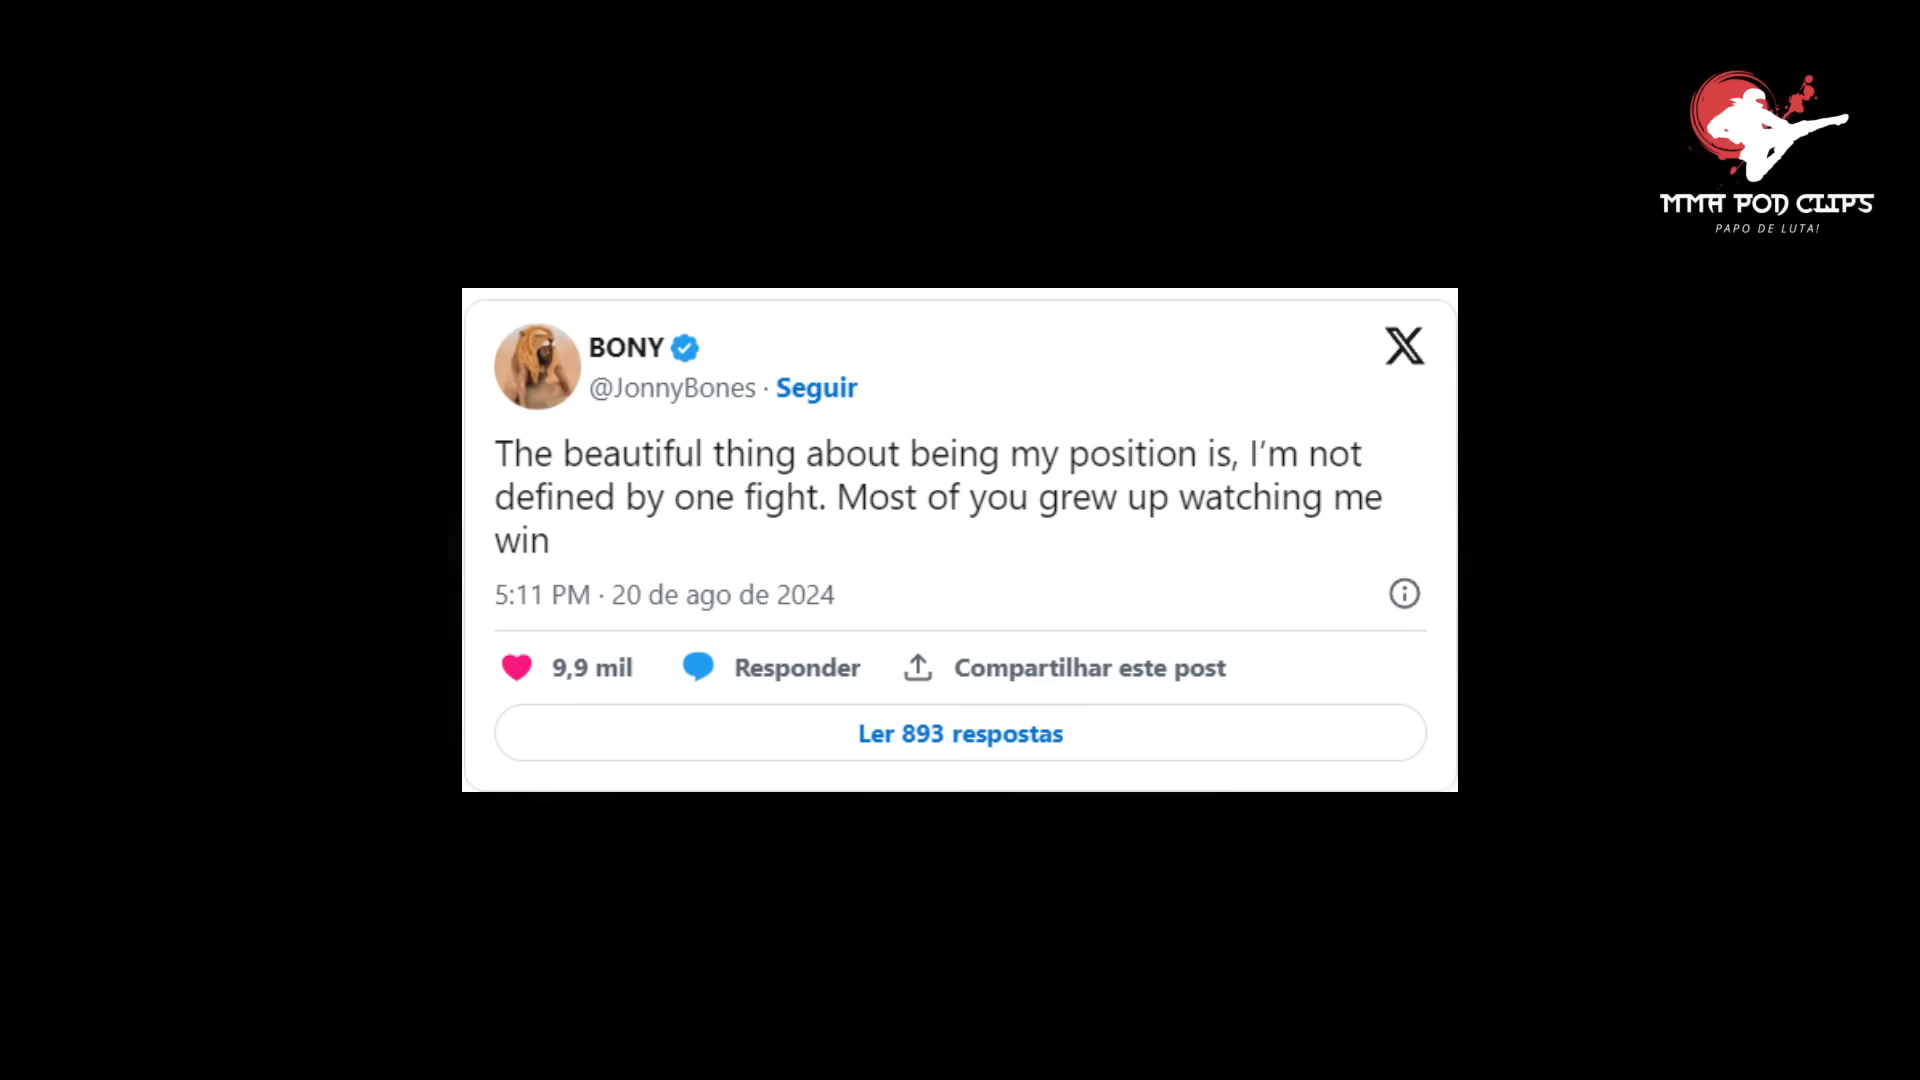 MMA POD CLIPS
PAPO DE LUTA!
BONY
@JonnyBones · Seguir
The beautiful thing about being my position is, I’m not
defined by one fight. Most of you grew up watching me
win
5:11 PM · 20 de ago de 2024
9,9 mil Responder Compartilhar este post
Ler 893 respostas